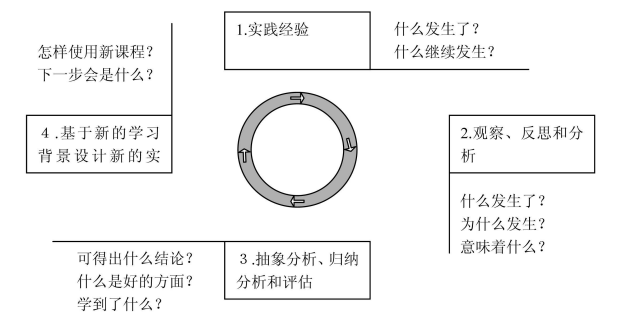 1.实践经验
什么发生了？
什么继续发生？
2.观察、反思和分
析
什么发生了？
为什么发生？
意味着什么？
３.抽象分析、归纳
分析和评估
可得出什么结论？
什么是好的方面？
学到了什么？
４.基于新的学习
背景设计新的实
怎样使用新课程？
下一步会是什么？